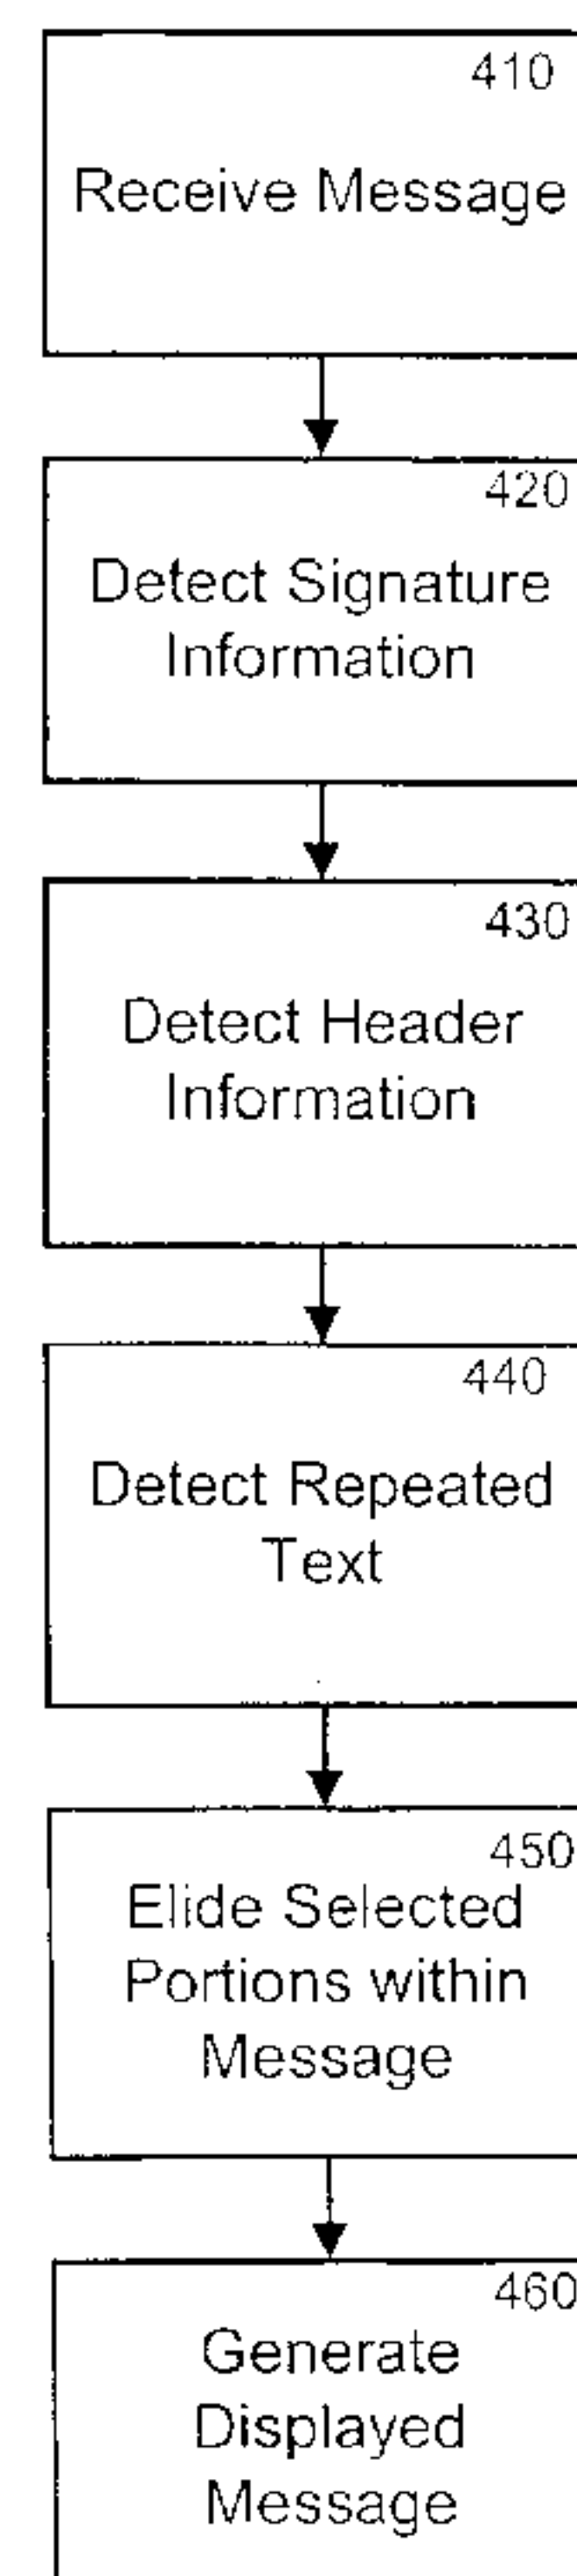 410
Receive Message
420
Detect Signature
Information
430
Detect Header
Information
440
Detect Repeated
Text
450
Elide Selected
Portions within
Message
460
Generate
Displayed
Message